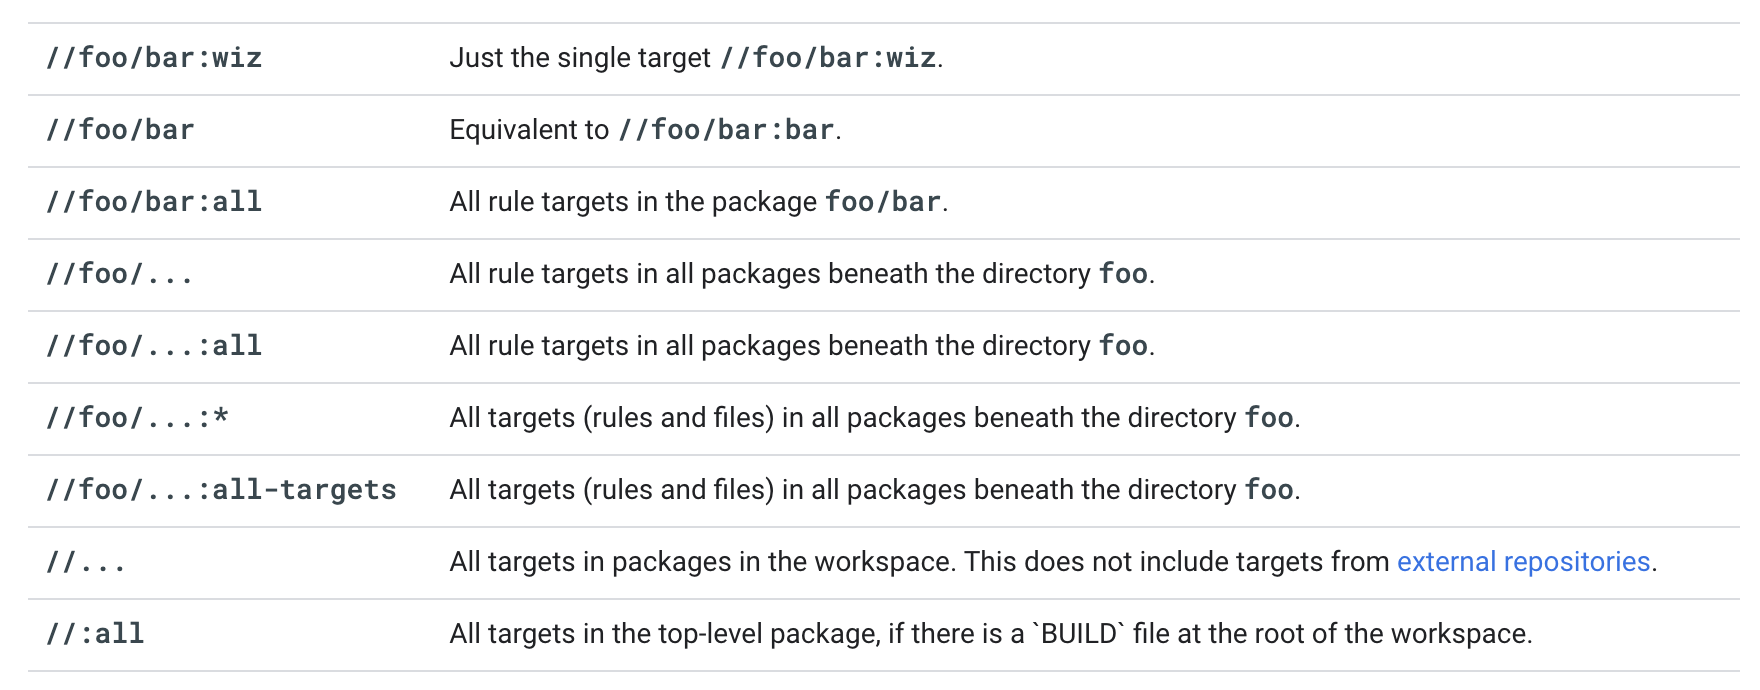 //foo/bar:wiz Just the single target //foo/bar:wiz.
//foo/bar Equivalent to //foo/bar:bar.
//foo/bar:all All rule targets in the package foo/bar.
//foo/... All rule targets in all packages beneath the directory foo.
//foo/...:all All rule targets in all packages beneath the directory foo.
//foo/...:* All targets (rules and files) in all packages beneath the directory foo.
//foo/...:all-targets All targets (rules and files) in all packages beneath the directory foo.
//... All targets in packages in the workspace. This does not include targets from external repositories.
//:all All targets in the top-level package, if there is a `BUILD` file at the root of the workspace.